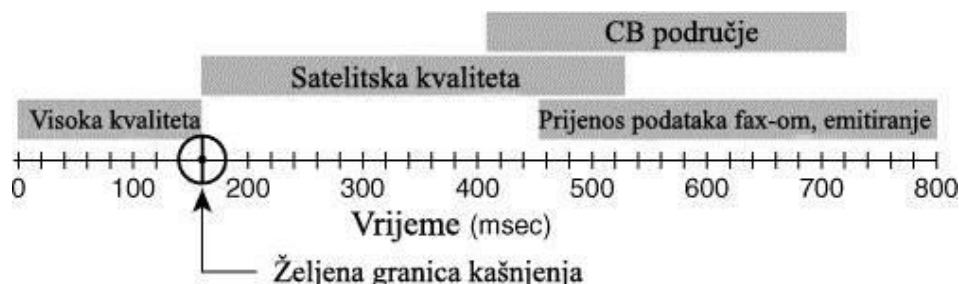 CB područje
Satelitska kvaliteta
Visoka kvaliteta
Prijenos podataka fax-om, emitiranje
0 100 200 300 400 500 600 700 800
Vrijeme (msec)
Željena granica kašnjenja